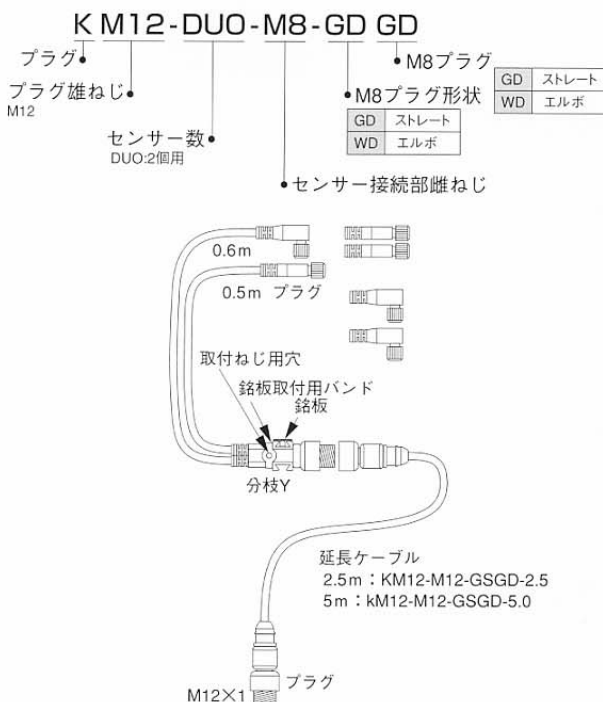 KM12-DUO-M8-GD GD
プラグ
プラグ雄ねじ
M12
センサー数
DUO:2個用
センサー接続部雌ねじ
M8プラグ形状
GD ストレート
WD エルボ
M8プラグ
GD ストレート
WD エルボ
0.6m
0.5m プラグ
取付ねじ用穴
銘板取付用バンド
銘板
分枝Y
延長ケーブル
2.5m：KM12-M12-GSGD-2.5
5m：kM12-M12-GSGD-5.0
プラグ
M12×1